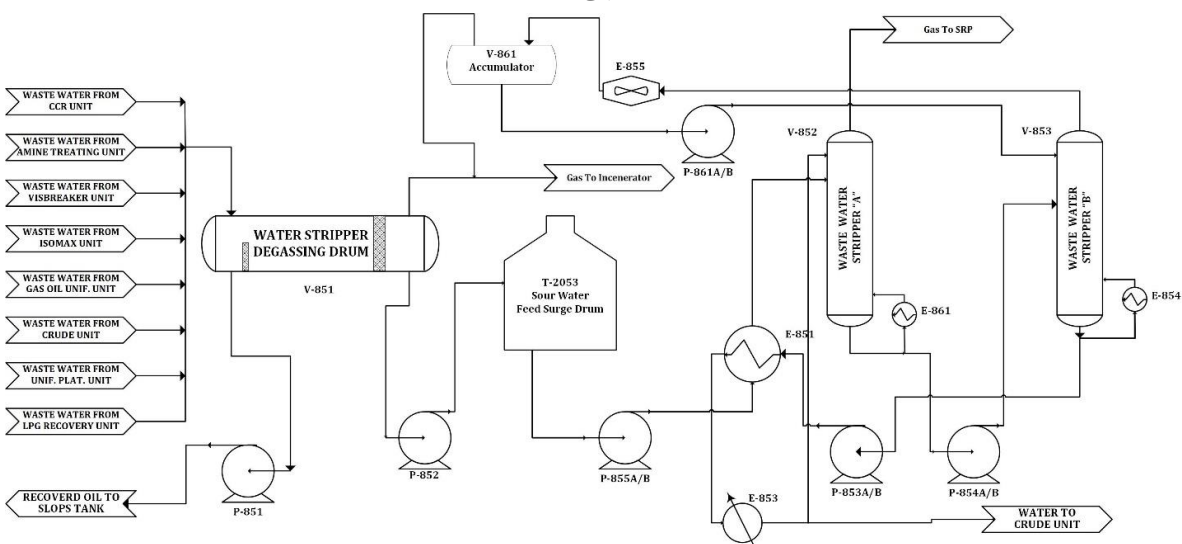 Gas To SRP
V-861
Accumulator
E-855
WASTE WATER FROM
CCR UNIT
P-861A/B
V-852
V-853
WASTE WATER FROM
AMINE TREATING UNIT
Gas To Incenerator
WASTE WATER FROM
VISBREAKER UNIT
WASTE WATER
STRIPPER "A"
WASTE WATER
STRIPPER "B"
WASTE WATER FROM
ISOMAX UNIT
WATER STRIPPER
DEGASSING DRUM
V-851
WASTE WATER FROM
GAS OIL UNIF. UNIT
T-2053
Sour Water
Feed Surge Drum
E-854
E-861
WASTE WATER FROM
CRUDE UNIT
E-851
WASTE WATER FROM
UNIF. PLAT. UNIT
WASTE WATER FROM
LPG RECOVERY UNIT
P-852
P-855A/B
P-853A/B
P-854A/B
RECOVERD OIL TO
SLOPS TANK
P-851
E-853
WATER TO
CRUDE UNIT